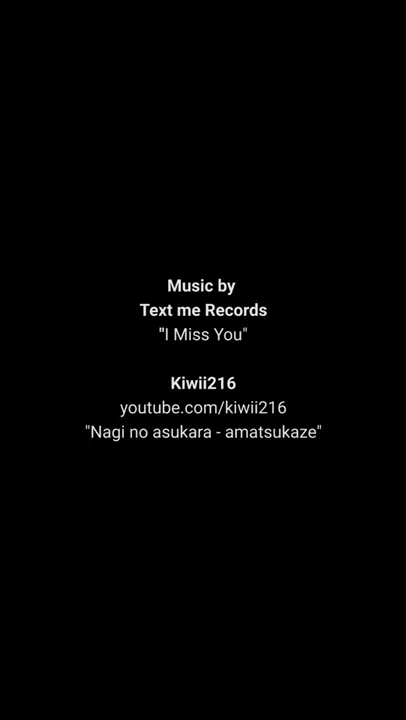 Music by
Text me Records
"I Miss You"
Kiwii216
youtube.com/kiwii216
"Nagi no asukara - amatsukaze"